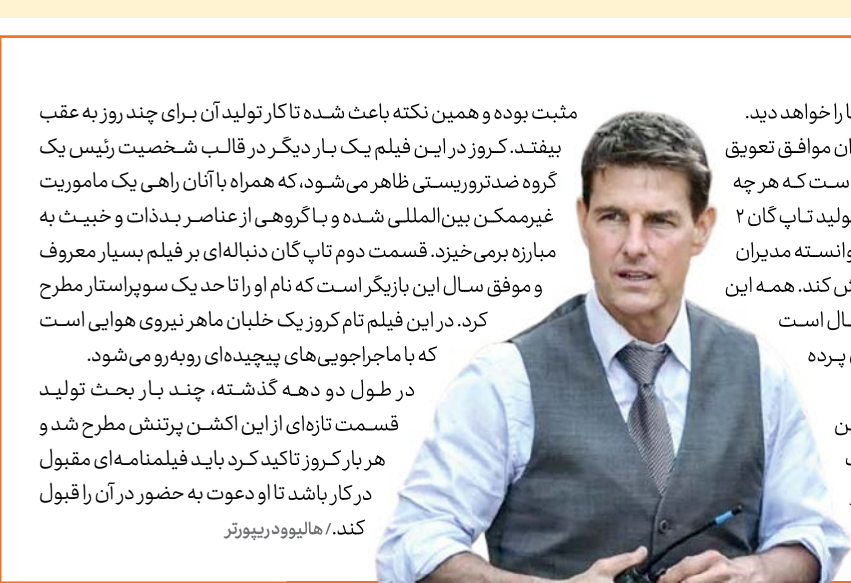 را خواهد دید.
موافق تعویق
است که هر چه
تولید تاپ گان ۲
مدیران
کند. همه این
است
پرده
مثبت بوده و همین نکته باعث شده تا کار تولید آن برای چند روز به عقب
بیفتد. کروز در این فیلم یک بار دیگر در قالب شخصیت رئیس یک
گروه ضدتروریستی ظاهر می‌شود، که همراه با آنان راهی یک ماموریت
غیرممکن بین‌المللی شده و با گروهی از عناصر بدذات و خبیث به
مبارزه برمی‌خیزد. قسمت دوم تاپ گان دنباله‌ای بر فیلم بسیار معروف
و موفق سال این بازیگر است که نام او را تا حد یک سوپراستار مطرح
کرد. در این فیلم تام کروز یک خلبان ماهر نیروی هوایی است
که با ماجراجویی‌های پیچیده‌ای روبه‌رو می‌شود.
در طول دو دهه گذشته، چند بار بحث تولید
قسمت تازه‌ای از این اکشن پرتنش مطرح شد و
هر بار کروز تاکید کرد باید فیلمنامه‌ای مقبول
در کار باشد تا او دعوت به حضور در آن را قبول
کند./ هالیوودریپورتر